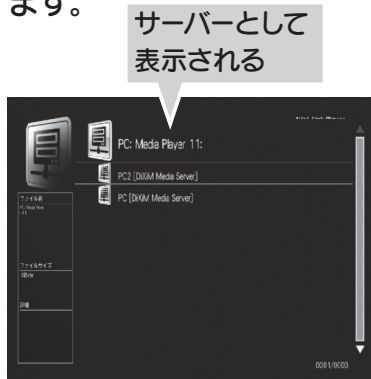 ます。
サーバーとして
表示される
PC: Media Player 11:
PC2 [DiXiM Media Server]
PC [DiXiM Media Server]
ファイル名
ファイルサイズ
詳細
0001/0003